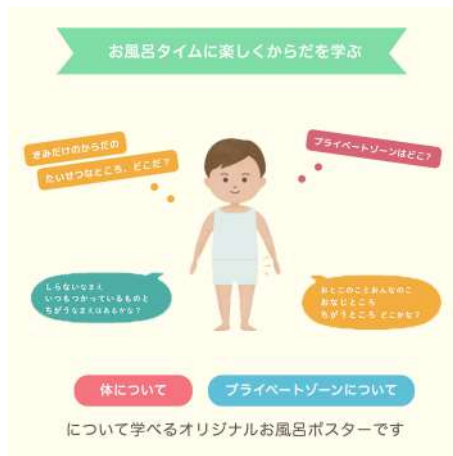 お風呂タイムに楽しくからだを学ぶ
きみだけのからだの
たいせつなところ、どこだ？
プライベートゾーンはどこ？
しらないなまえ
いつもつかっているものと
ちがうなまえはあるかな？
おとこのことおんなのこ
おなじところ
ちがうところ どこかな？
体について
プライベートゾーンについて
について学べるオリジナルお風呂ポスターです